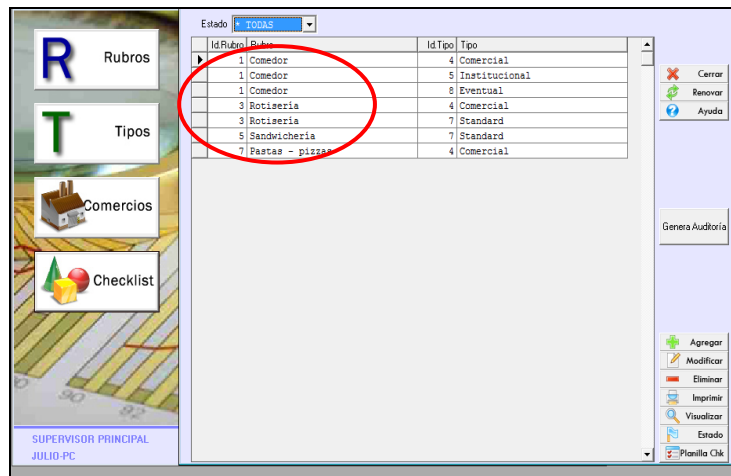 Estado * TODAS
Id.Rubro Rubro Id.Tipo Tipo
1 Comedor 4 Comercial
1 Comedor 5 Institucional
1 Comedor 8 Eventual
3 Rotiseria 4 Comercial
3 Rotiseria 7 Standard
5 Sandwicheria 7 Standard
7 Pastas - pizzas 4 Comercial
R Rubros
T Tipos
Comercios
Checklist
90
92
SUPERVISOR PRINCIPAL
JULIO-PC
Cerrar
Renovar
Ayuda
Genera Auditoría
Agregar
Modificar
Eliminar
Imprimir
Visualizar
Estado
Planilla Chk